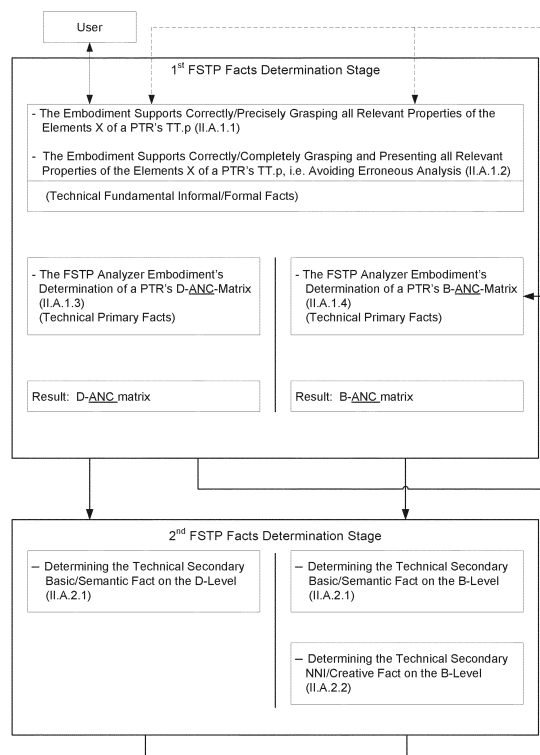 User
1st FSTP Facts Determination Stage
- The Embodiment Supports Correctly/Precisely Grasping all Relevant Properties of the
Elements X of a PTR's TT.p (II.A.1.1)
- The Embodiment Supports Correctly/Completely Grasping and Presenting all Relevant
Properties of the Elements X of a PTR's TT.p, i.e. Avoiding Erroneous Analysis (II.A.1.2)
(Technical Fundamental Informal/Formal Facts)
- The FSTP Analyzer Embodiment's
Determination of a PTR's D-ANC-Matrix
(II.A.1.3)
(Technical Primary Facts)
- The FSTP Analyzer Embodiment's
Determination of a PTR's B-ANC-Matrix
(II.A.1.4)
(Technical Primary Facts)
Result: D-ANC matrix
Result: B-ANC matrix
2nd FSTP Facts Determination Stage
– Determining the Technical Secondary
Basic/Semantic Fact on the D-Level
(II.A.2.1)
– Determining the Technical Secondary
Basic/Semantic Fact on the B-Level
(II.A.2.1)
– Determining the Technical Secondary
NNI/Creative Fact on the B-Level
(II.A.2.2)